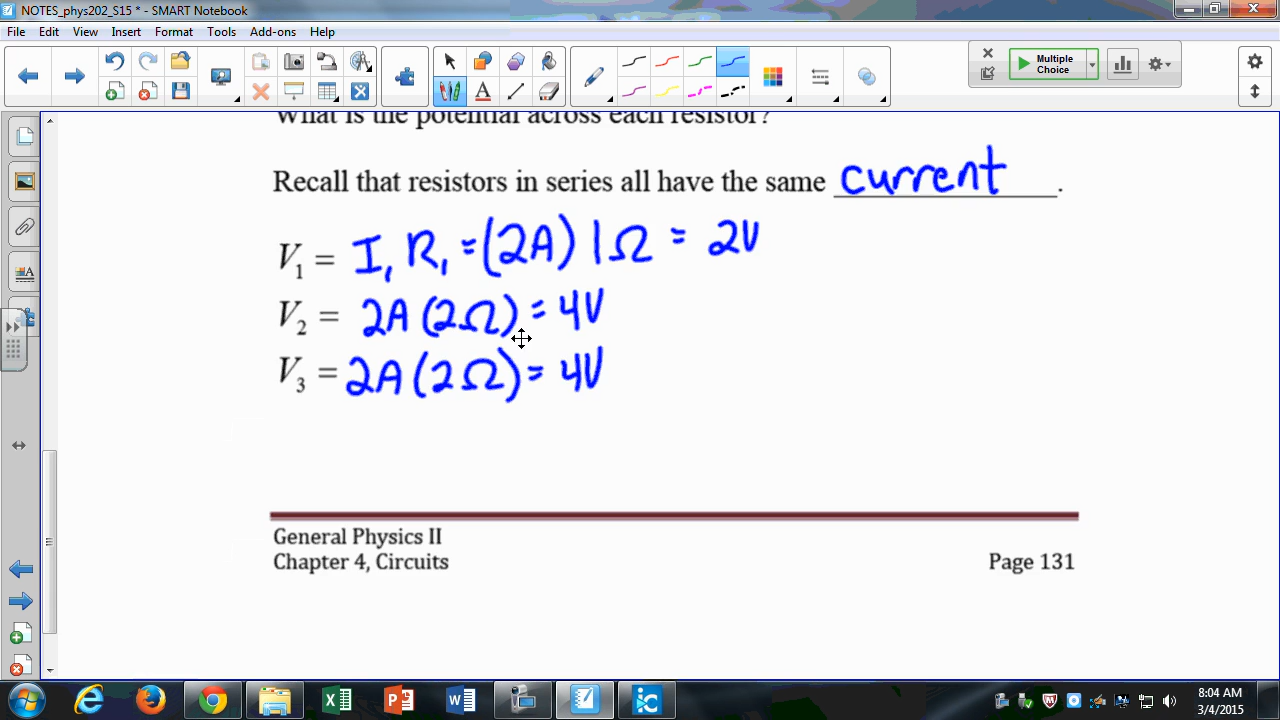 NOTES_phys202_S15 * - SMART Notebook
File Edit View Insert Format Tools Add-ons Help
Multiple Choice
What is the potential across each resistor?
Recall that resistors in series all have the same current.
V₁ = I₁ R₁ = (2A) 1Ω = 2V
V₂ = 2A (2Ω) = 4V
V₃ = 2A (2Ω) = 4V
General Physics II
Chapter 4, Circuits Page 131
8:04 AM
3/4/2015